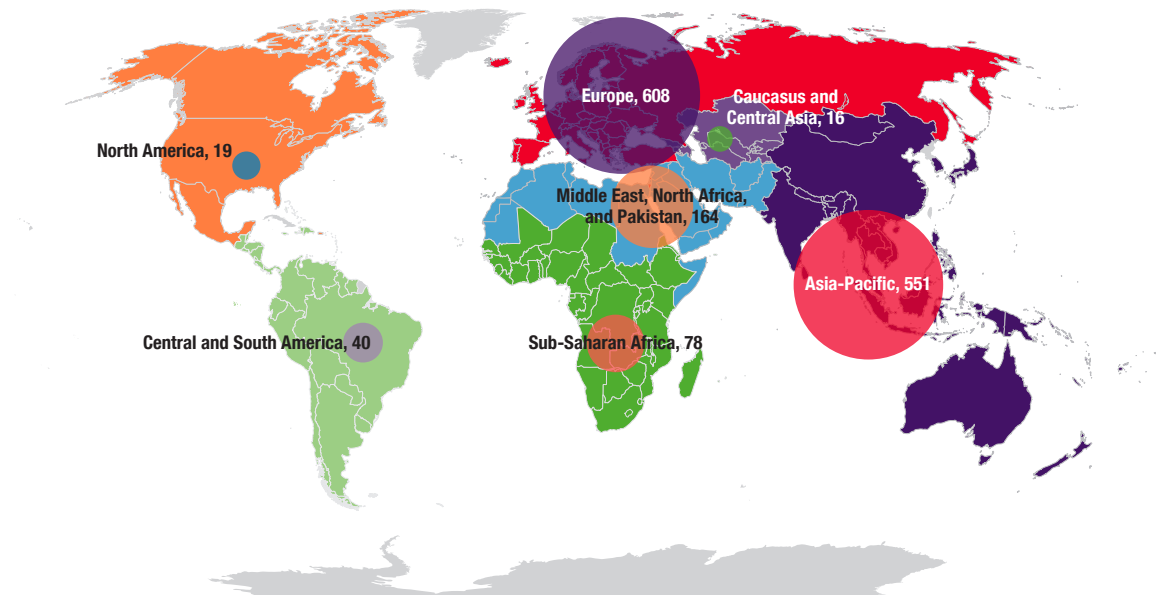 Europe, 608
Caucasus and
Central Asia, 16
North America, 19
Middle East, North Africa,
and Pakistan, 164
Asia-Pacific, 551
Central and South America, 40
Sub-Saharan Africa, 78